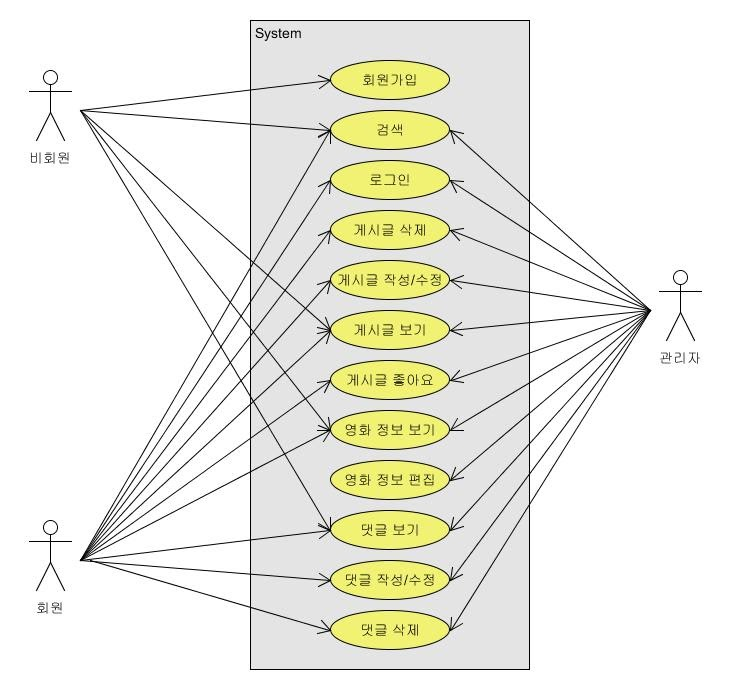 System
회원가입
비회원
검색
로그인
게시글 삭제
게시글 작성/수정
게시글 보기
관리자
게시글 좋아요
영화 정보 보기
영화 정보 편집
댓글 보기
댓글 작성/수정
회원
댓글 삭제